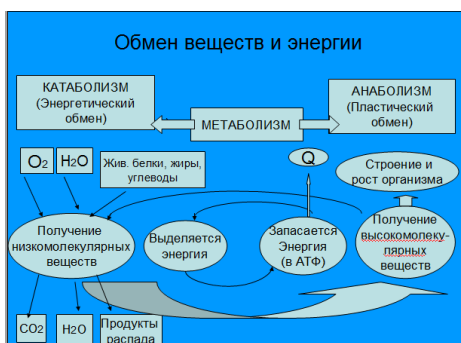 Обмен веществ и энергии
КАТАБОЛИЗМ
(Энергетический
обмен)
АНАБОЛИЗМ
(Пластический
обмен)
МЕТАБОЛИЗМ
O2
H2O
Жив. белки, жиры,
углеводы
Q
Строение и
рост организма
Получение
низкомолекулярных
веществ
Выделяется
энергия
Запасается
Энергия
(в АТФ)
Получение
высокомолеку-
лярных
веществ
CO2
H2O
Продукты
распада